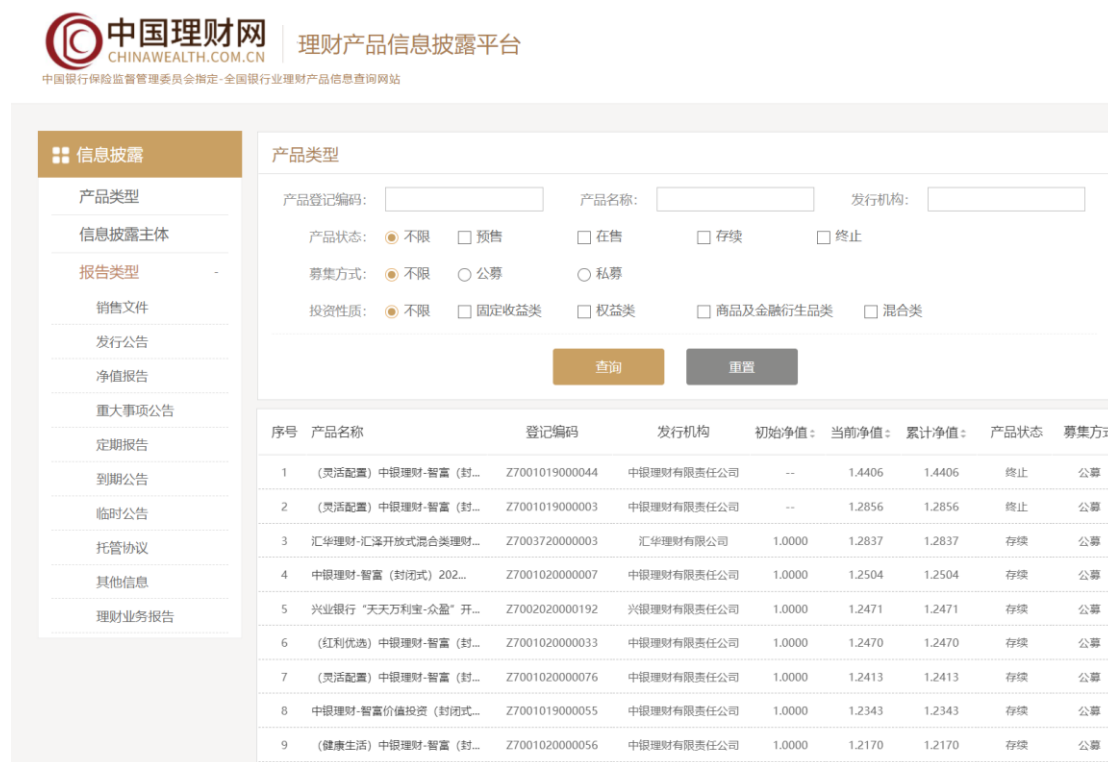 中国理财网
CHINAWEALTH.COM.CN
理财产品信息披露平台
中国银行保险监督管理委员会指定-全国银行业理财产品信息查询网站
信息披露
产品类型
信息披露主体
报告类型 -
销售文件
发行公告
净值报告
重大事项公告
定期报告
到期公告
临时公告
托管协议
其他信息
理财业务报告
产品类型
产品登记编码: 产品名称: 发行机构:
产品状态: 不限 预售 在售 存续 终止
募集方式: 不限 公募 私募
投资性质: 不限 固定收益类 权益类 商品及金融衍生品类 混合类
查询 重置
序号 产品名称 登记编码 发行机构 初始净值 当前净值 累计净值 产品状态 募集方式
1 （灵活配置）中银理财-智富（封... Z7001019000044 中银理财有限责任公司 -- 1.4406 1.4406 终止 公募
2 （灵活配置）中银理财-智富（封... Z7001019000003 中银理财有限责任公司 -- 1.2856 1.2856 终止 公募
3 汇华理财-汇泽开放式混合类理财... Z7003720000003 汇华理财有限公司 1.0000 1.2837 1.2837 存续 公募
4 中银理财-智富（封闭式）202... Z7001020000007 中银理财有限责任公司 1.0000 1.2504 1.2504 存续 公募
5 兴业银行“天天万利宝-众盈”开... Z7002020000192 兴银理财有限责任公司 1.0000 1.2471 1.2471 存续 公募
6 （红利优选）中银理财-智富（封... Z7001020000033 中银理财有限责任公司 1.0000 1.2470 1.2470 存续 公募
7 （灵活配置）中银理财-智富（封... Z7001020000076 中银理财有限责任公司 1.0000 1.2413 1.2413 存续 公募
8 中银理财-智富价值投资（封闭式... Z7001019000055 中银理财有限责任公司 1.0000 1.2343 1.2343 存续 公募
9 （健康生活）中银理财-智富（封... Z7001020000056 中银理财有限责任公司 1.0000 1.2170 1.2170 存续 公募